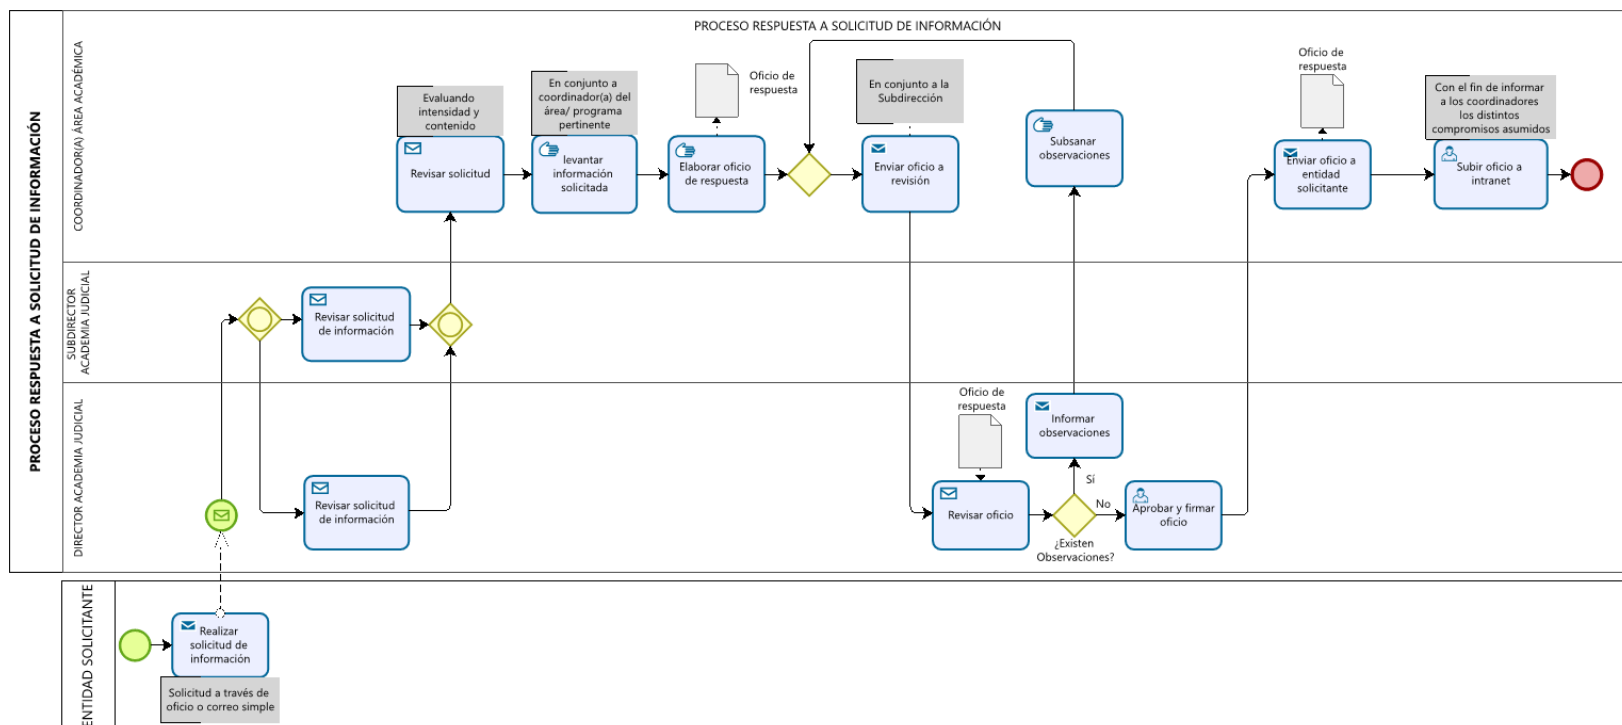 PROCESO RESPUESTA A SOLICITUD DE INFORMACIÓN
PROCESO RESPUESTA A SOLICITUD DE INFORMACIÓN
COORDINADOR(A) ÁREA ACADÉMICA
Evaluando
intensidad y
contenido
Revisar solicitud
En conjunto a
coordinador(a) del
área/ programa
pertinente
levantar
información
solicitada
Oficio de
respuesta
Elaborar oficio
de respuesta
En conjunto a la
Subdirección
Enviar oficio a
revisión
Subsanar
observaciones
Oficio de
respuesta
Enviar oficio a
entidad
solicitante
Con el fin de informar
a los coordinadores
los distintos
compromisos asumidos
Subir oficio a
intranet
SUBDIRECTOR
ACADEMIA JUDICIAL
Revisar solicitud
de información
DIRECTOR ACADEMIA JUDICIAL
Revisar solicitud
de información
Oficio de
respuesta
Revisar oficio
Informar
observaciones
Sí
No
¿Existen
Observaciones?
Aprobar y firmar
oficio
ENTIDAD SOLICITANTE
Realizar
solicitud de
información
Solicitud a través de
oficio o correo simple